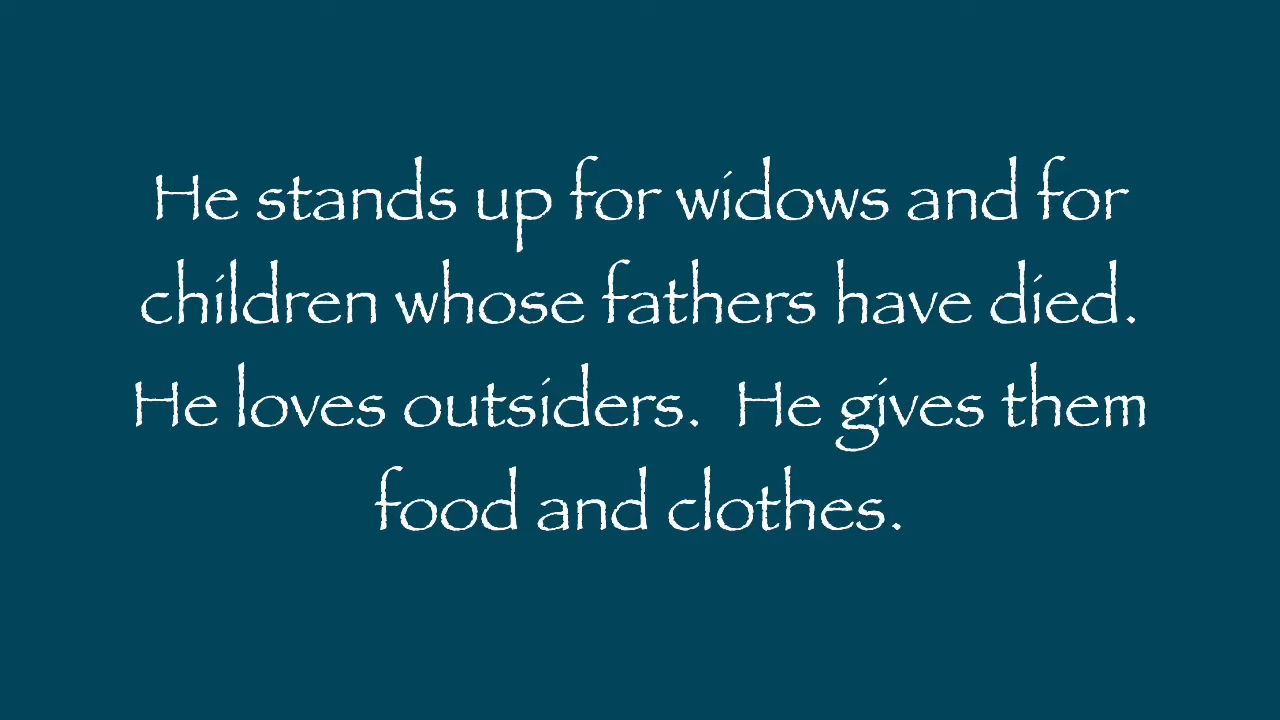 He stands up for widows and for
children whose fathers have died.
He loves outsiders.  He gives them
food and clothes.